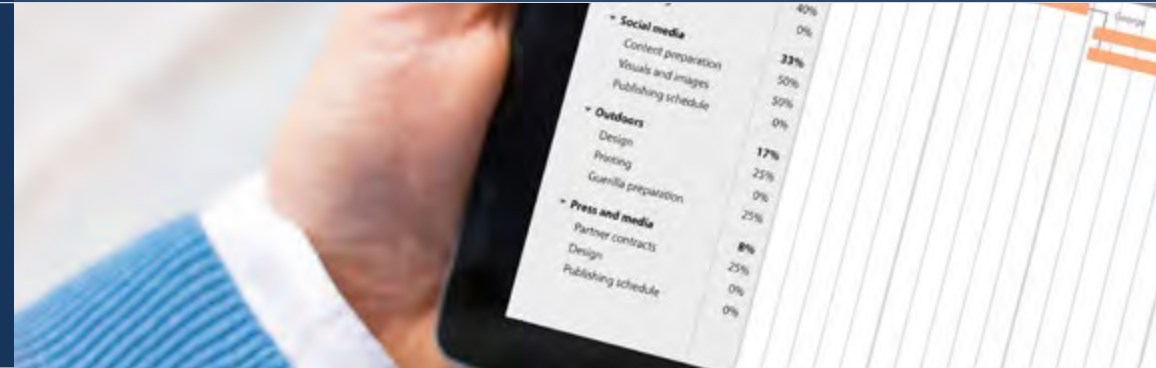 40%
0%
George
Social media 33%
Content preparation 50%
Visuals and images 50%
Publishing schedule 0%
Outdoors 17%
Design 25%
Printing 0%
Guerilla preparation 25%
Press and media 8%
Partner contracts 25%
Design 0%
Publishing schedule 0%